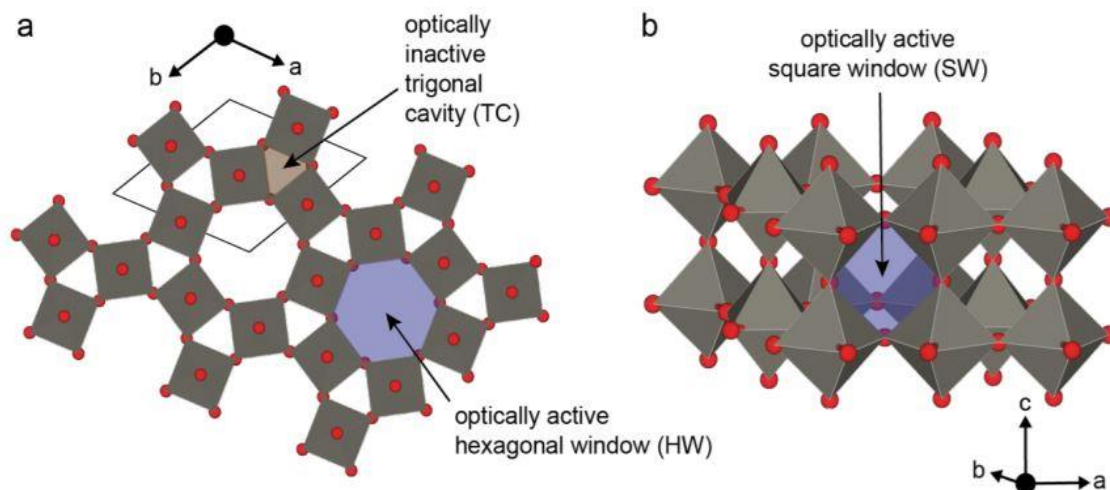 a
optically
inactive
trigonal
cavity (TC)
b
a
optically active
hexagonal window (HW)
b
optically active
square window (SW)
c
b
a